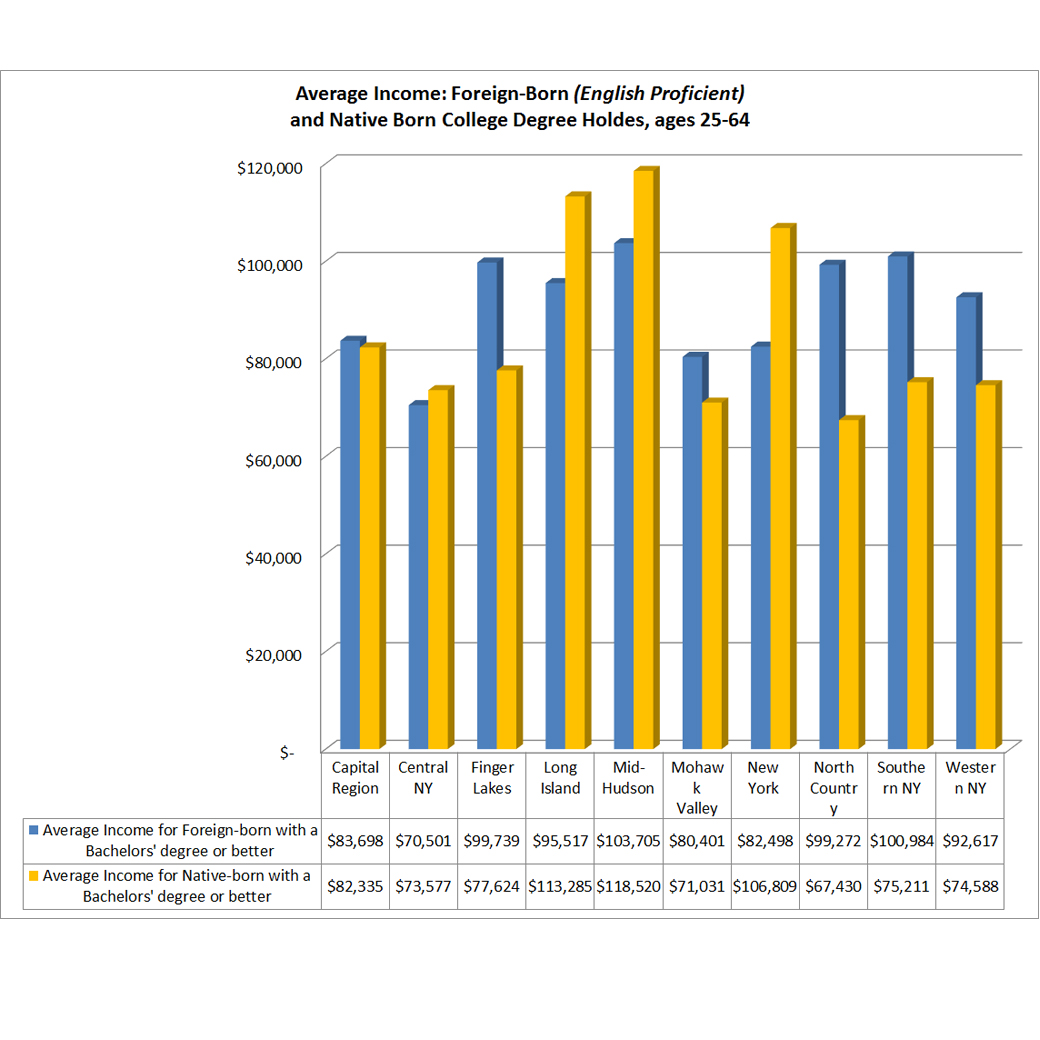 Average Income: Foreign-Born (English Proficient)
and Native Born College Degree Holdes, ages 25-64
$120,000
$100,000
$80,000
$60,000
$40,000
$20,000
$-
Capital
Region
Central
NY
Finger
Lakes
Long
Island
Mid-
Hudson
Mohaw
k
Valley
New
York
North
Countr
y
Southe
rn NY
Wester
n NY
Average Income for Foreign-born with a
Bachelors' degree or better
$83,698 $70,501 $99,739 $95,517 $103,705 $80,401 $82,498 $99,272 $100,984 $92,617
Average Income for Native-born with a
Bachelors' degree or better
$82,335 $73,577 $77,624 $113,285 $118,520 $71,031 $106,809 $67,430 $75,211 $74,588